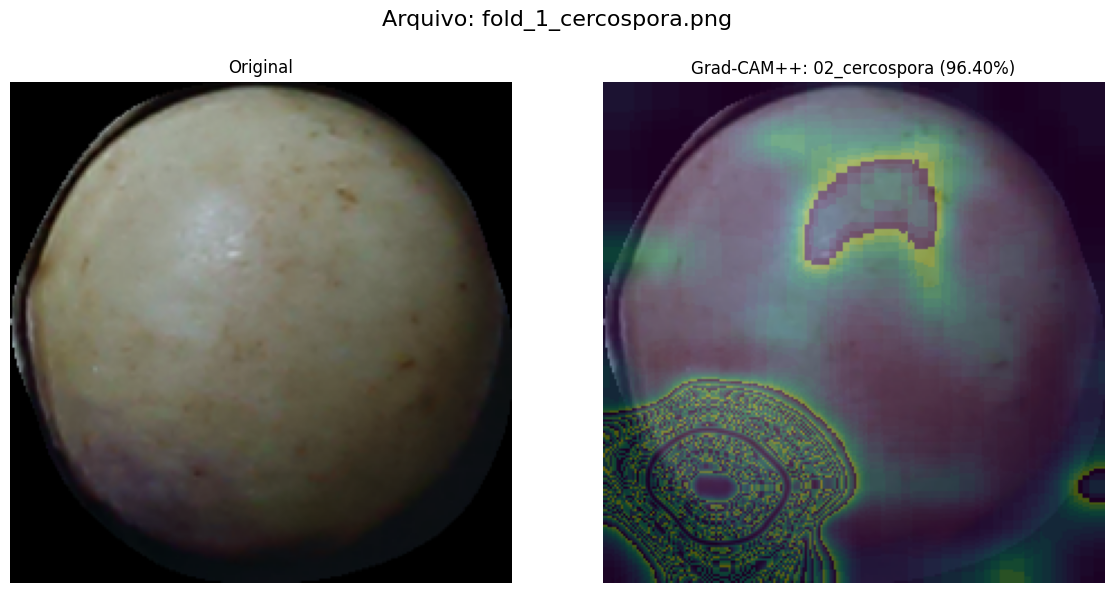 Arquivo: fold_1_cercospora.png
Original
Grad-CAM++: 02_cercospora (96.40%)